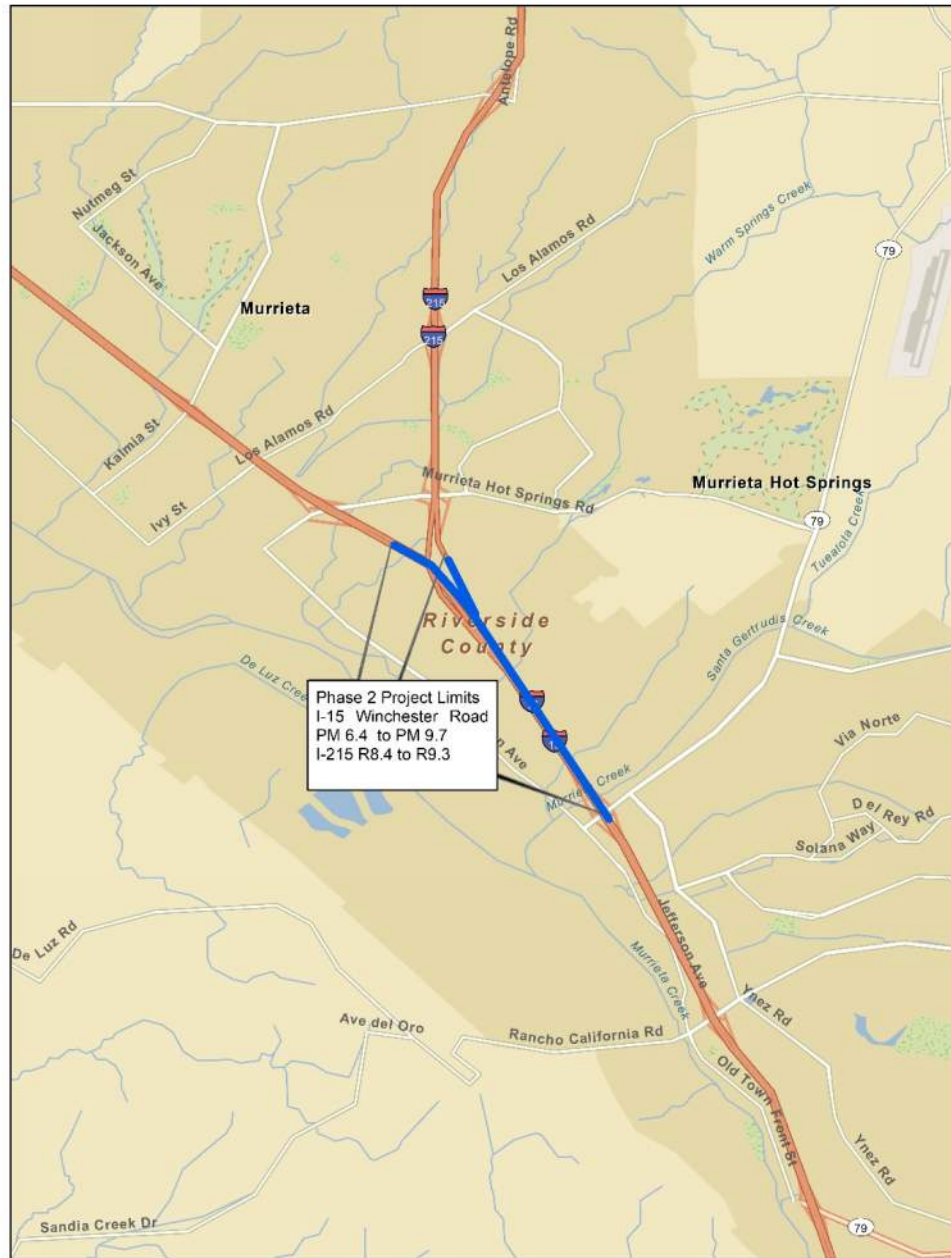 Antelope Rd
Nutmeg St
Jackson Ave
Murrieta
Los Alamos Rd
Warm Springs Creek
79
215
215
Kalmia St
Los Alamos Rd
Ivy St
Murrieta Hot Springs Rd
Murrieta Hot Springs
79
Tucalota Creek
Riverside
County
Santa Gertrudis Creek
De Luz Creek
Phase 2 Project Limits
I-15 Winchester Road
PM 6.4 to PM 9.7
I-215 R8.4 to R9.3
Ave
Murrieta Creek
Via Norte
Del Rey Rd
Solana Way
Jefferson Ave
De Luz Rd
Murrieta Creek
Ynez Rd
Ave del Oro
Rancho California Rd
Old Town Front St
Ynez Rd
Sandia Creek Dr
79